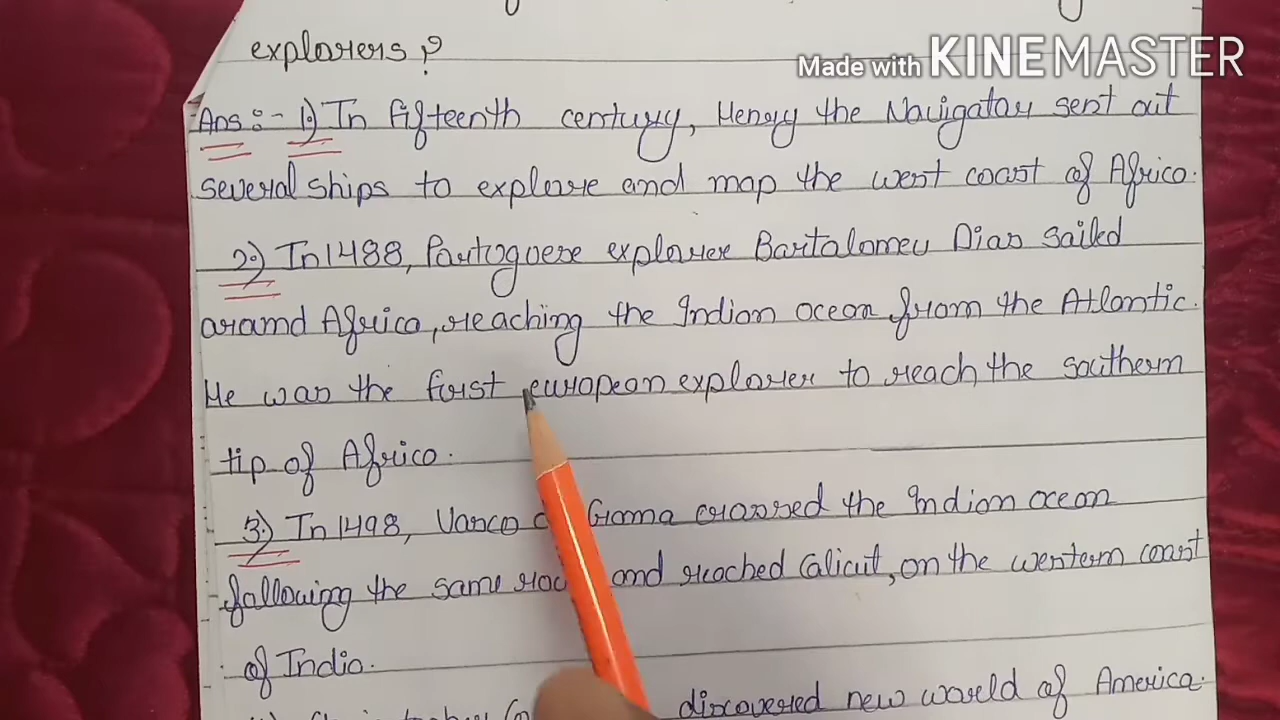 explorers ?
Made with KINEMASTER
Ans :- 1) In fifteenth century, Henry the Navigator sent out
several ships to explore and map the west coast of Africa.
2) In 1488, Portuguese explorer Bartalomeu Dias sailed
around Africa, reaching the Indian ocean from the Atlantic.
He was the first european explorer to reach the southern
tip of Africa.
3) In 1498, Vasco Gama crossed the Indian ocean
following the same and reached Calicut, on the western coast
of India.
discovered new world of America.